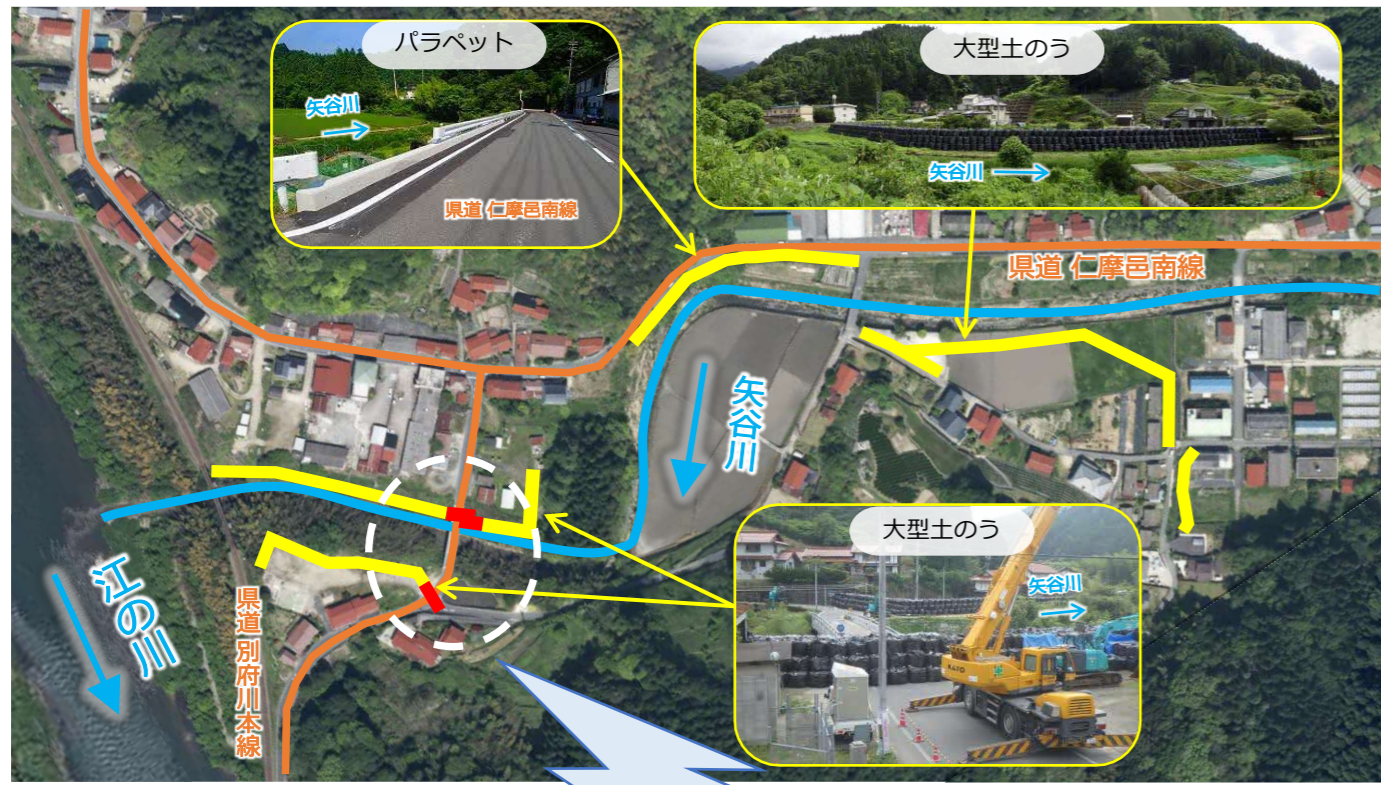 パラペット
矢谷川
県道 仁摩邑南線
大型土のう
矢谷川
県道 仁摩邑南線
矢谷川
大型土のう
矢谷川
KATO
江の川
県道 別府川本線